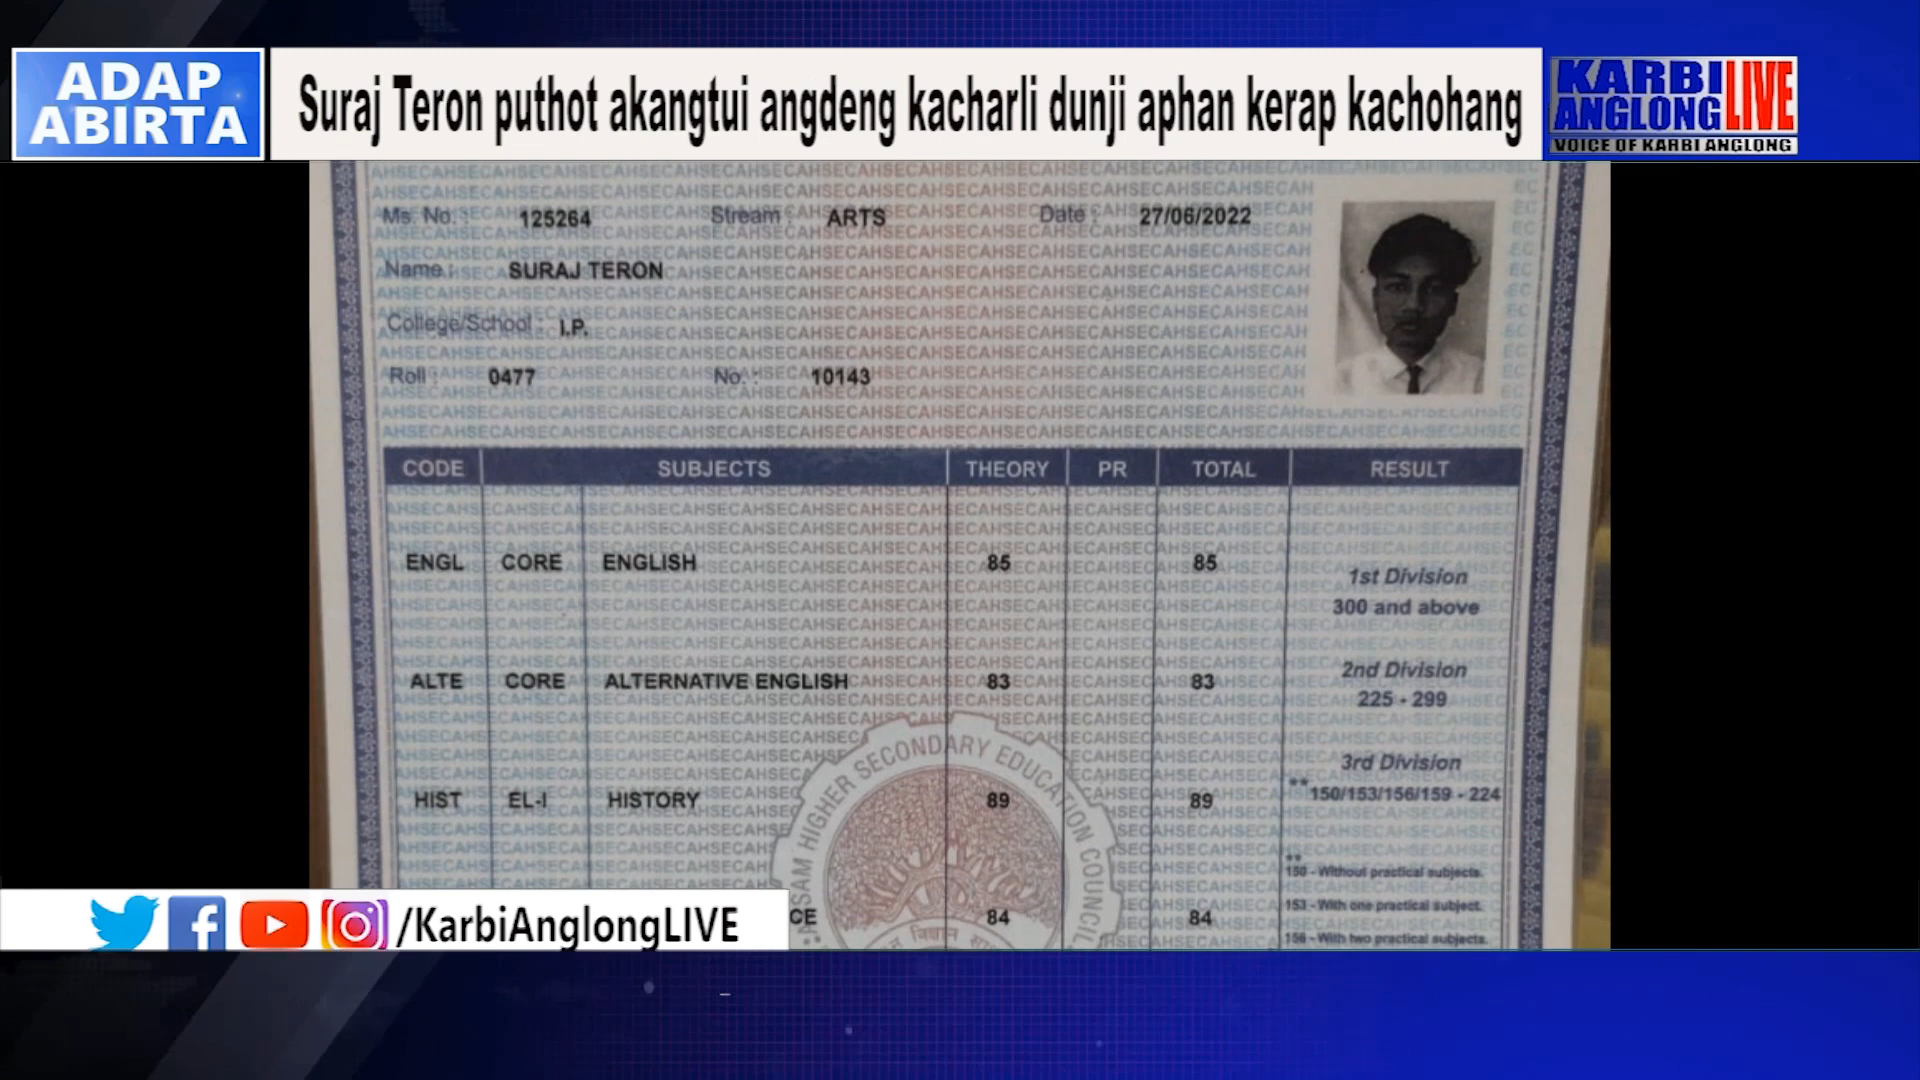 ADAP
ABIRTA
Suraj Teron puthot akangtui angdeng kacharli dunji aphan kerap kachohang
KARBI
ANGLONG LIVE
VOICE OF KARBI ANGLONG
Ms. No. : 125264 Stream : ARTS Date : 27/06/2022
Name : SURAJ TERON
College/School : I.P.
Roll : 0477 No. : 10143
CODE SUBJECTS THEORY PR TOTAL RESULT
ENGL CORE ENGLISH 85 85
1st Division
300 and above
ALTE CORE ALTERNATIVE ENGLISH 83 83
2nd Division
225 - 299
3rd Division
**150/153/156/159 - 224
HIST EL-I HISTORY 89 89
**
150 - Without practical subjects.
153 - With one practical subject.
156 - With two practical subjects.
CE 84 84
ASSAM HIGHER SECONDARY EDUCATION COUNCIL
/KarbiAnglongLIVE